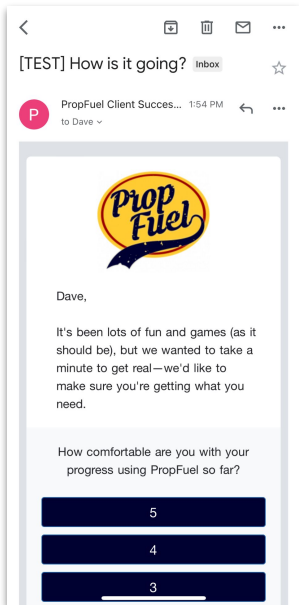 [TEST] How is it going? Inbox
P
PropFuel Client Succes... 1:54 PM
to Dave
Prop
Fuel
Dave,
It's been lots of fun and games (as it
should be), but we wanted to take a
minute to get real—we'd like to
make sure you're getting what you
need.
How comfortable are you with your
progress using PropFuel so far?
5
4
3